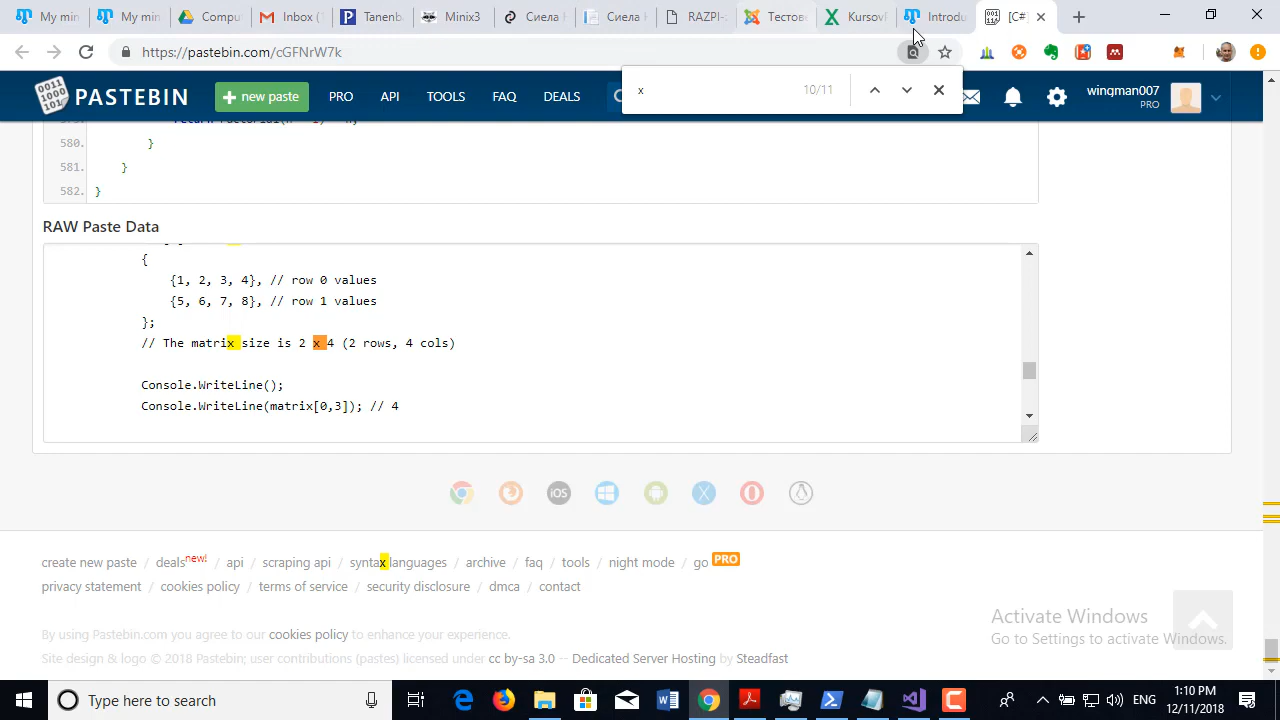 My min
My min
Compu
Inbox (1
Tanenb
Minix3
Сиела
Сиела
RAZPI-
Тестов
Kursov
Introdu
[C#
https://pastebin.com/cGFNrW7k
x 10/11
PASTEBIN
new paste PRO API TOOLS FAQ DEALS
wingman007
PRO
580. }
581. }
582. }
RAW Paste Data
{
{1, 2, 3, 4}, // row 0 values
{5, 6, 7, 8}, // row 1 values
};
// The matrix size is 2 x 4 (2 rows, 4 cols)
Console.WriteLine();
Console.WriteLine(matrix[0,3]); // 4
iOS
create new paste / deals new! / api / scraping api / syntax languages / archive / faq / tools / night mode / go PRO
privacy statement / cookies policy / terms of service / security disclosure / dmca / contact
By using Pastebin.com you agree to our cookies policy to enhance your experience.
Site design & logo © 2018 Pastebin; user contributions (pastes) licensed under cc by-sa 3.0 -- Dedicated Server Hosting by Steadfast
Activate Windows
Go to Settings to activate Windows.
Type here to search
ENG
1:10 PM
12/11/2018